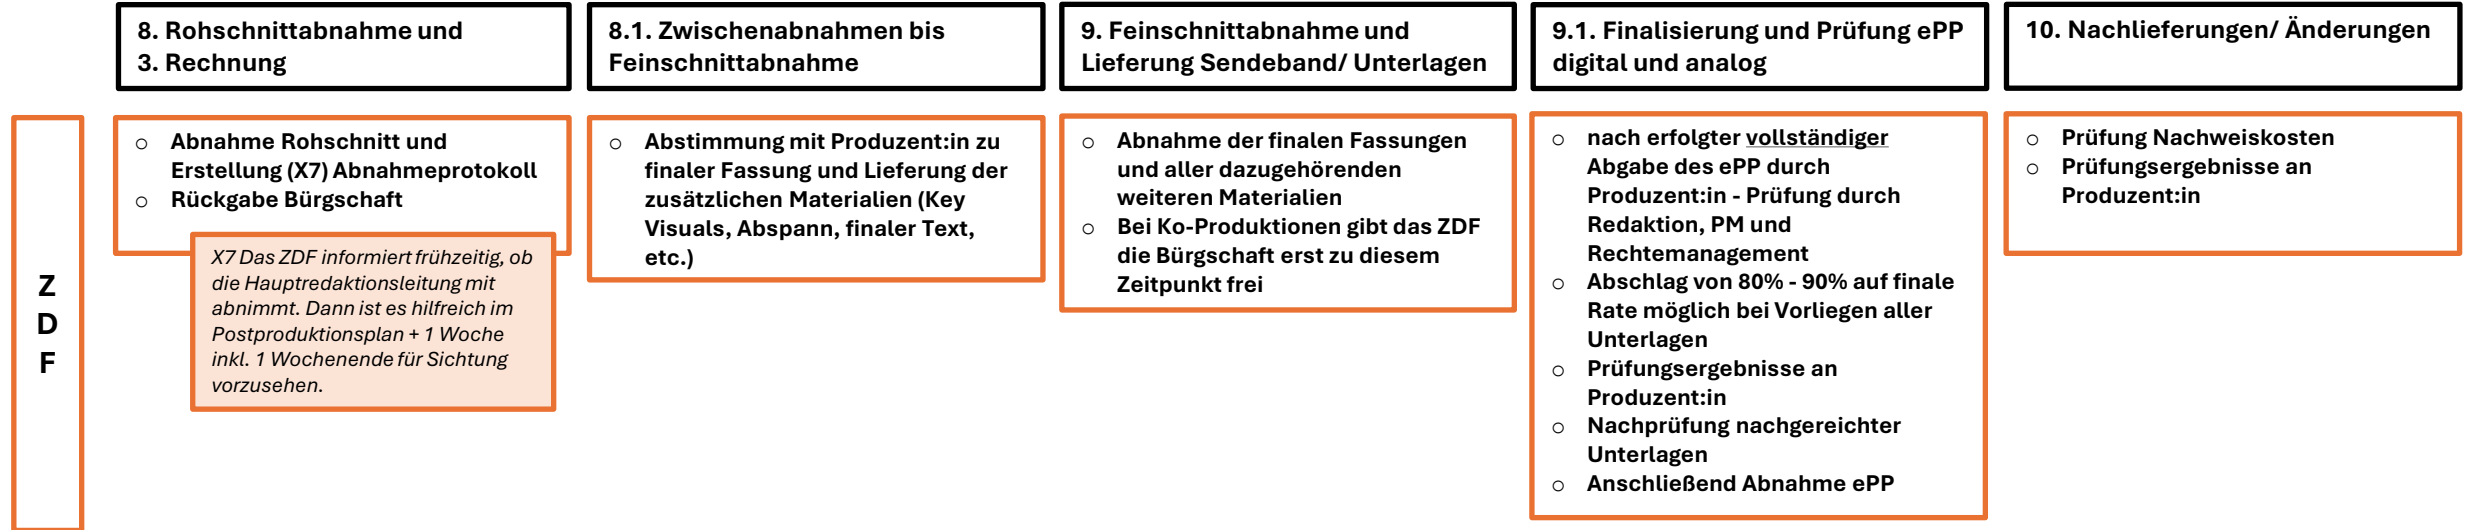 8. Rohschnittabnahme und
3. Rechnung
8.1. Zwischenabnahmen bis
Feinschnittabnahme
9. Feinschnittabnahme und
Lieferung Sendeband/ Unterlagen
9.1. Finalisierung und Prüfung ePP
digital und analog
10. Nachlieferungen/ Änderungen
Z
D
F
o Abnahme Rohschnitt und
Erstellung (X7) Abnahmeprotokoll
o Rückgabe Bürgschaft
X7 Das ZDF informiert frühzeitig, ob
die Hauptredaktionsleitung mit
abnimmt. Dann ist es hilfreich im
Postproduktionsplan + 1 Woche
inkl. 1 Wochenende für Sichtung
vorzusehen.
o Abstimmung mit Produzent:in zu
finaler Fassung und Lieferung der
zusätzlichen Materialien (Key
Visuals, Abspann, finaler Text,
etc.)
o Abnahme der finalen Fassungen
und aller dazugehörenden
weiteren Materialien
o Bei Ko-Produktionen gibt das ZDF
die Bürgschaft erst zu diesem
Zeitpunkt frei
o nach erfolgter vollständiger
Abgabe des ePP durch
Produzent:in - Prüfung durch
Redaktion, PM und
Rechtemanagement
o Abschlag von 80% - 90% auf finale
Rate möglich bei Vorliegen aller
Unterlagen
o Prüfungsergebnisse an
Produzent:in
o Nachprüfung nachgereichter
Unterlagen
o Anschließend Abnahme ePP
o Prüfung Nachweiskosten
o Prüfungsergebnisse an
Produzent:in